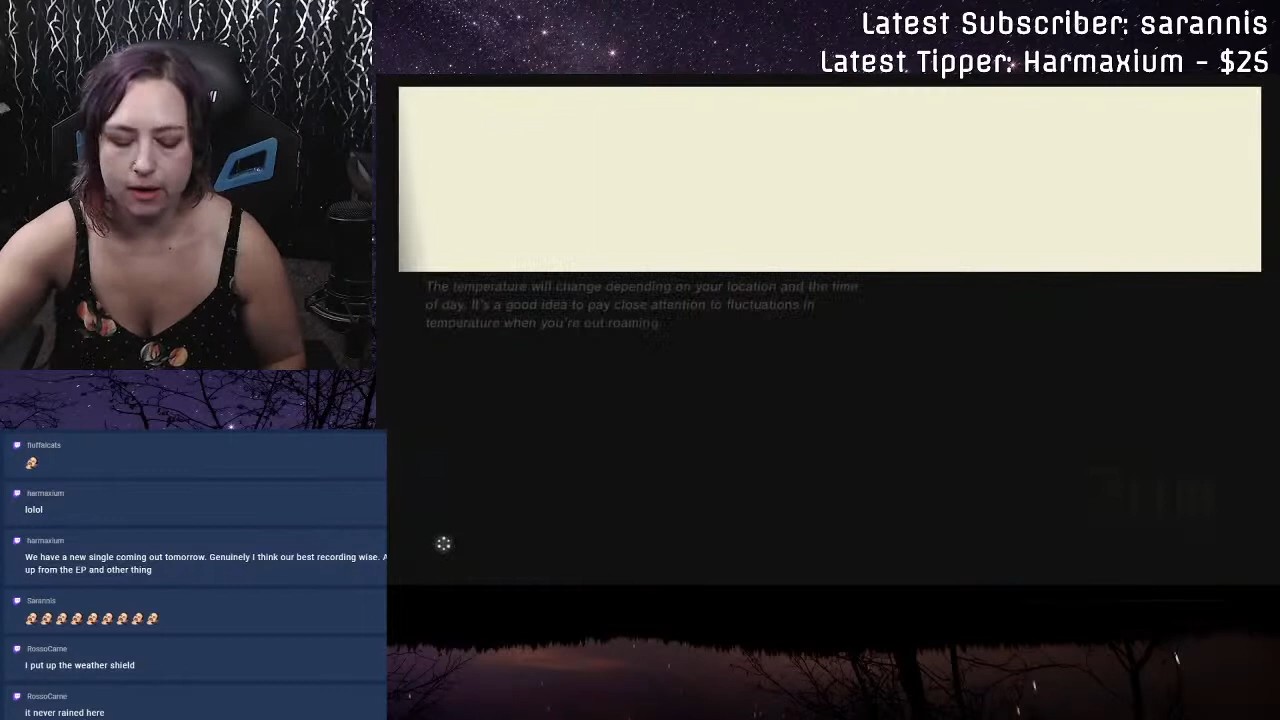 Latest Subscriber: sarannis
Latest Tipper: Harmaxium - $25
The temperature will change depending on your location and the time
of day. It's a good idea to pay close attention to fluctuations in
temperature when you're out roaming.
fluffalcats
harmaxium
lolol
harmaxium
We have a new single coming out tomorrow. Genuinely I think our best recording wise. A
up from the EP and other thing
Sarannis
RossoCarne
I put up the weather shield
RossoCarne
it never rained here